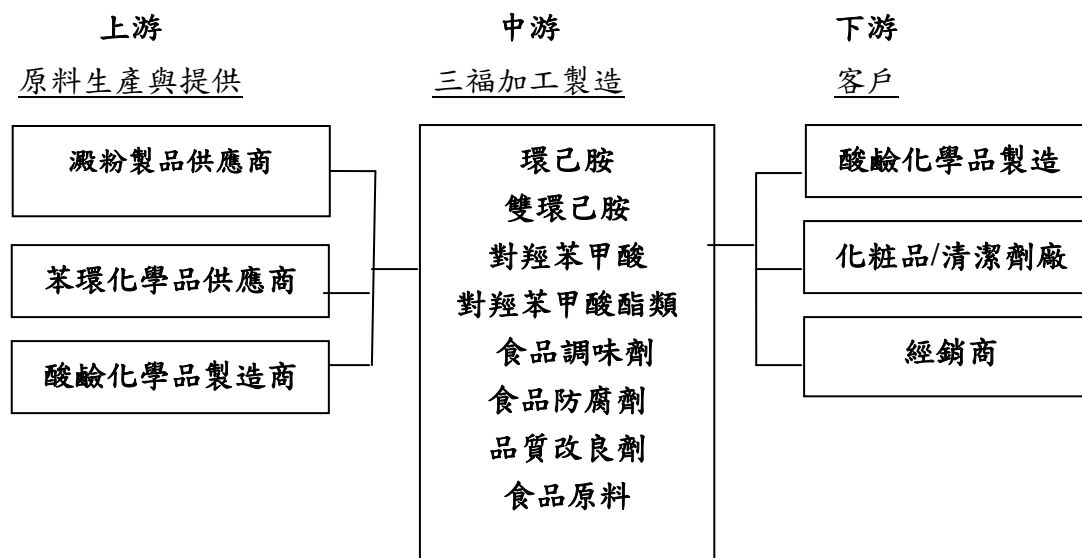 上游
中游
下游
原料生產與提供
三福加工製造
客戶
澱粉製品供應商
苯環化學品供應商
酸鹼化學品製造商
環己胺
雙環己胺
對羥苯甲酸
對羥苯甲酸酯類
食品調味劑
食品防腐劑
品質改良劑
食品原料
酸鹼化學品製造
化粧品/清潔劑廠
經銷商